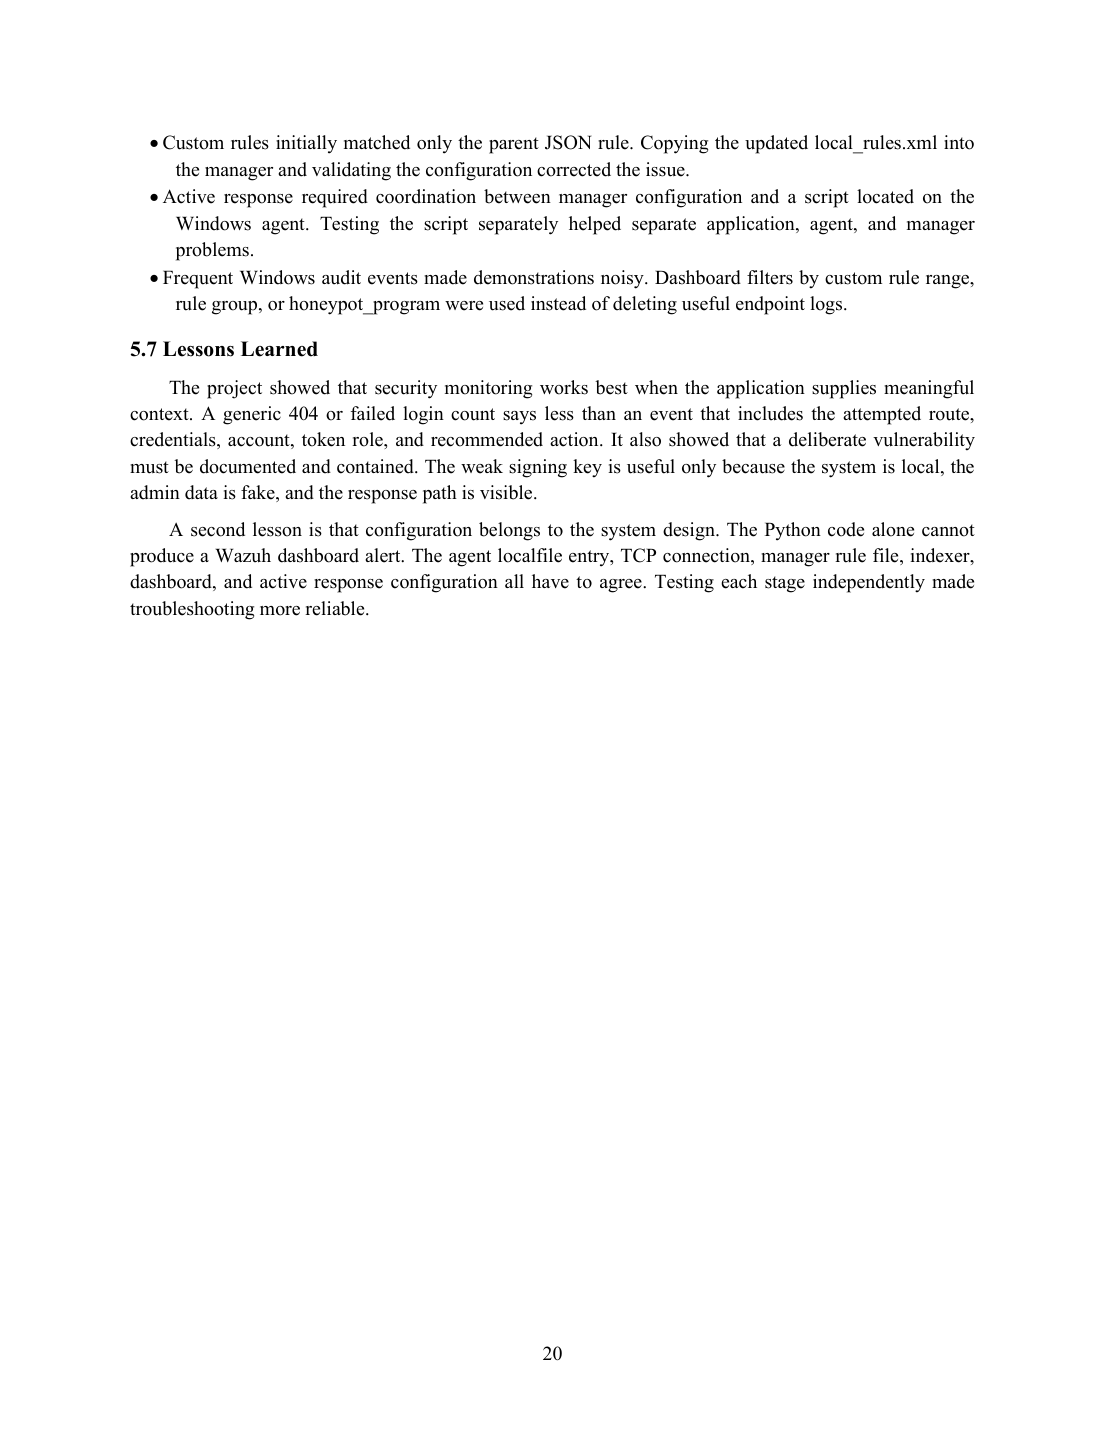 • Custom rules initially matched only the parent JSON rule. Copying the updated local_rules.xml into
the manager and validating the configuration corrected the issue.
• Active response required coordination between manager configuration and a script located on the
Windows agent. Testing the script separately helped separate application, agent, and manager
problems.
• Frequent Windows audit events made demonstrations noisy. Dashboard filters by custom rule range,
rule group, or honeypot_program were used instead of deleting useful endpoint logs.
5.7 Lessons Learned
The project showed that security monitoring works best when the application supplies meaningful
context. A generic 404 or failed login count says less than an event that includes the attempted route,
credentials, account, token role, and recommended action. It also showed that a deliberate vulnerability
must be documented and contained. The weak signing key is useful only because the system is local, the
admin data is fake, and the response path is visible.
A second lesson is that configuration belongs to the system design. The Python code alone cannot
produce a Wazuh dashboard alert. The agent localfile entry, TCP connection, manager rule file, indexer,
dashboard, and active response configuration all have to agree. Testing each stage independently made
troubleshooting more reliable.
20